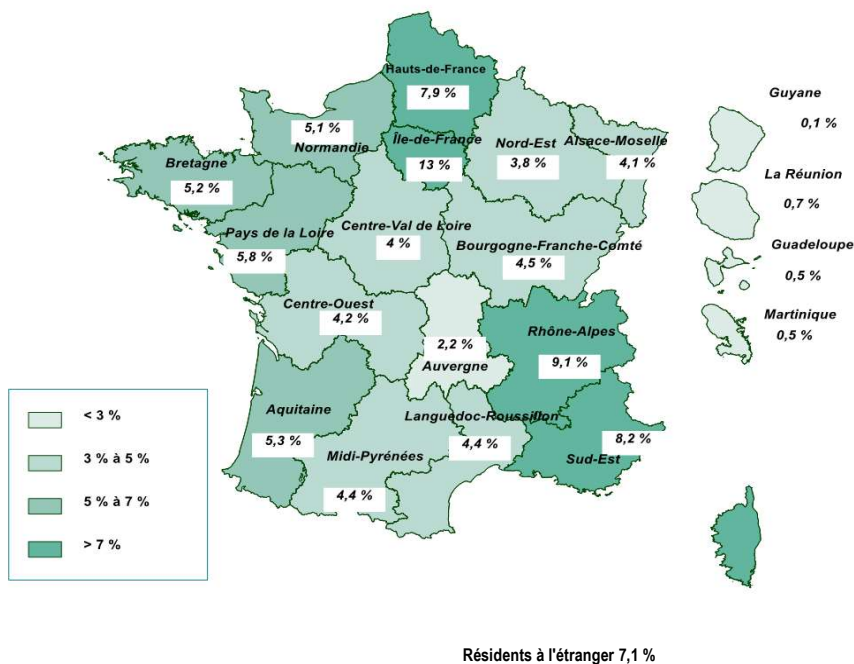 Hauts-de-France
7,9 %
5,1 %
Normandie
Île-de-France
13 %
Nord-Est
3,8 %
Alsace-Moselle
4,1 %
Bretagne
5,2 %
Pays de la Loire
5,8 %
Centre-Val de Loire
4 %
Bourgogne-Franche-Comté
4,5 %
Centre-Ouest
4,2 %
2,2 %
Auvergne
Rhône-Alpes
9,1 %
Aquitaine
5,3 %
Midi-Pyrénées
4,4 %
Languedoc-Roussillon
4,4 %
8,2 %
Sud-Est
Guyane
0,1 %
La Réunion
0,7 %
Guadeloupe
0,5 %
Martinique
0,5 %
< 3 %
3 % à 5 %
5 % à 7 %
> 7 %
Résidents à l'étranger 7,1 %